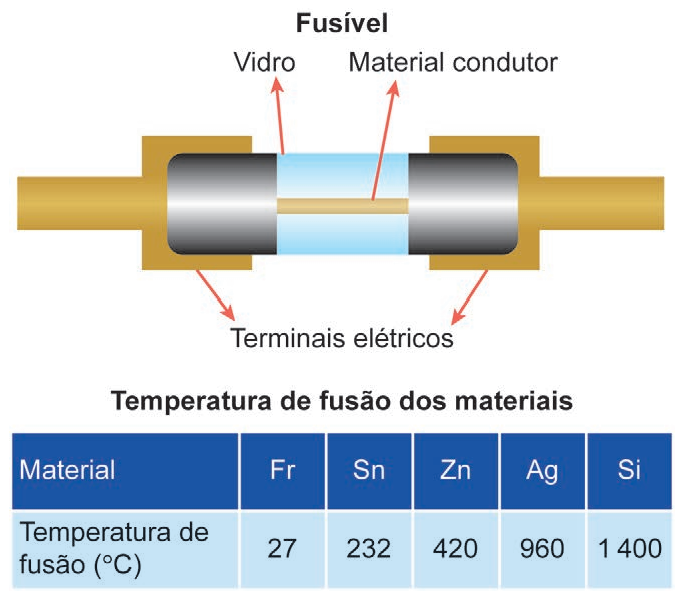 Fusível
Vidro
Material condutor
Terminais elétricos
Temperatura de fusão dos materiais
Material Fr Sn Zn Ag Si
Temperatura de
fusão (°C) 27 232 420 960 1 400